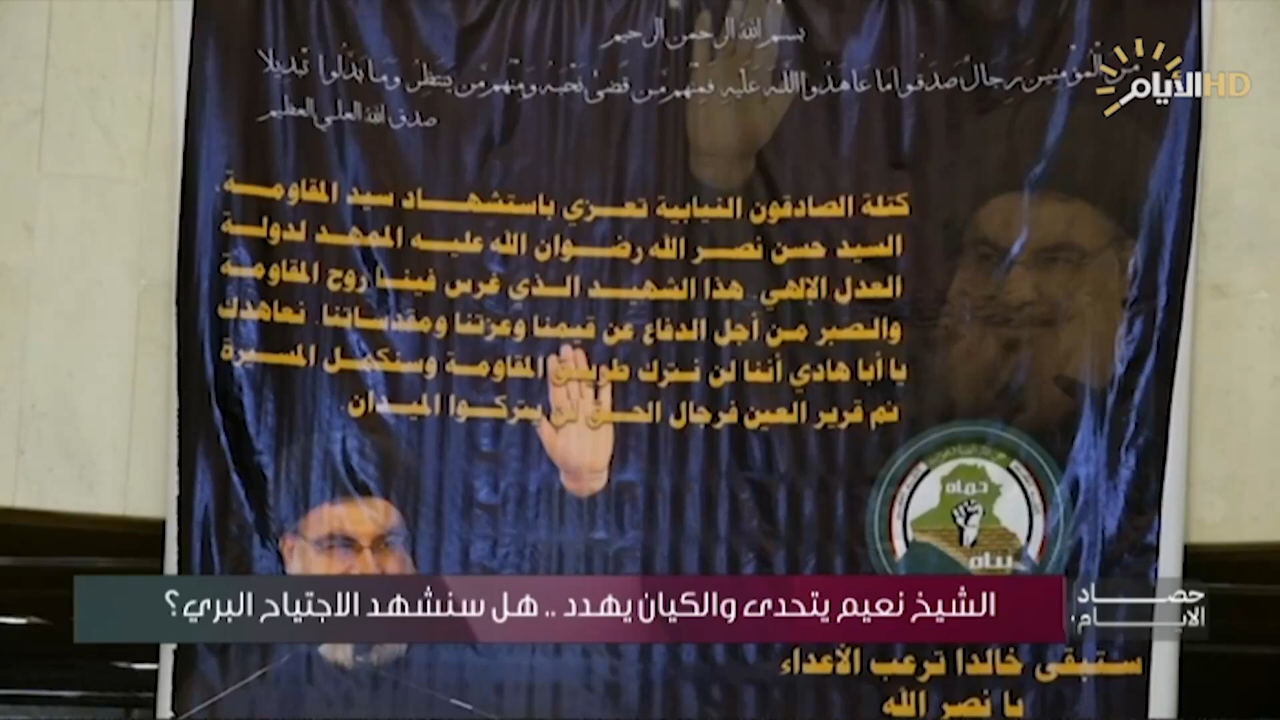 بسم الله الرحمن الرحيم
من المؤمنين رجال صدقوا ما عاهدوا الله عليه فمنهم من قضى نحبه ومنهم من ينتظر وما بدلوا تبديلا
صدق الله العلي العظيم
الأيام HD
كتلة الصادقون النيابية تعزي باستشهاد سيد المقاومة،
السيد حسن نصر الله رضوان الله عليه الممهد لدولة
العدل الإلهي. هذا الشهيد الذي غرس فينا روح المقاومة
والصبر من أجل الدفاع عن قيمنا وعزتنا ومقدساتنا. نعاهدك
يا أبا هادي أننا لن نترك طريق المقاومة وسنكمل المسيرة
نم قرير العين فرجال الحق لن يتركوا الميدان.
حماة
بناة
الشيخ نعيم يتحدى والكيان يهدد .. هل سنشهد الاجتياح البري؟
حصاد
الايام
ستبقى خالدا ترعب الأعداء
يا نصر الله